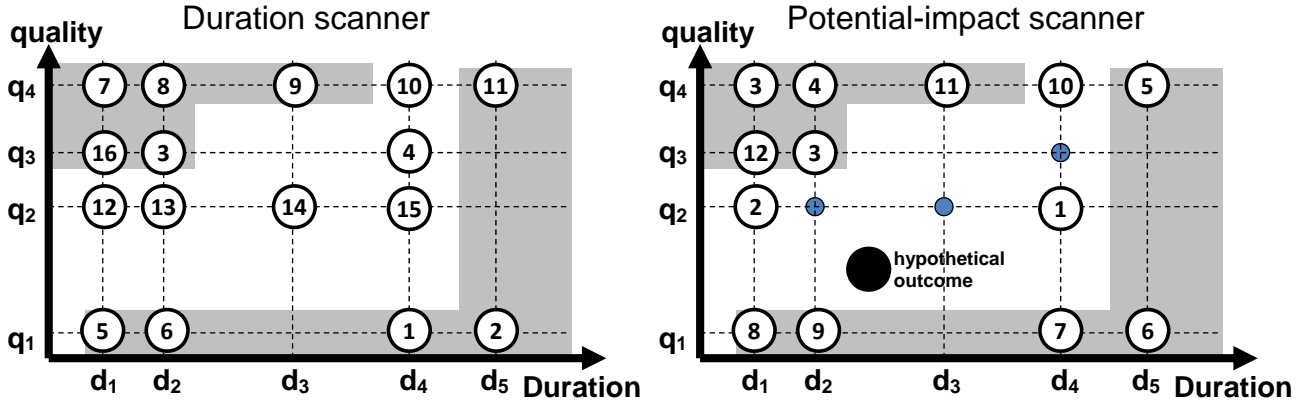 Duration scanner
quality
q4 7 8 9 10 11
q3 16 3 4
q2 12 13 14 15
q1 5 6 1 2
d1 d2 d3 d4 d5 Duration
Potential-impact scanner
quality
q4 3 4 11 10 5
q3 12 3
q2 2 1
hypothetical
outcome
q1 8 9 7 6
d1 d2 d3 d4 d5 Duration